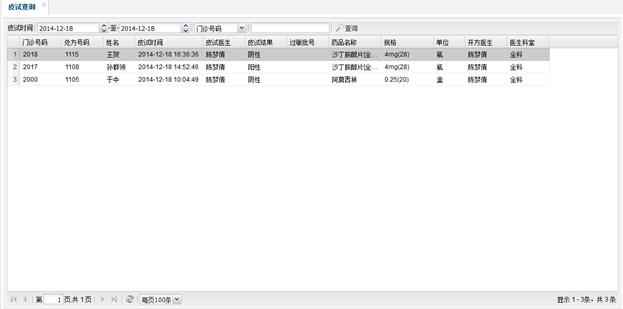 皮试查询
皮试时间 2014-12-18 -至- 2014-12-18 门诊号码 查询
门诊号码 处方号码 姓名 皮试时间 皮试医生 皮试结果 过敏批号 药品名称 规格 单位 开方医生 医生科室
1 2018 1115 王贺 2014-12-18 16:36:36 陈梦倩 阴性 沙丁胺醇片(全... 4mg(28) 瓶 陈梦倩 全科
2 2017 1108 孙群娇 2014-12-18 14:52:46 陈梦倩 阳性 沙丁胺醇片(全... 4mg(28) 瓶 陈梦倩 全科
3 2000 1105 于中 2014-12-18 10:04:49 陈梦倩 阴性 阿莫西林 0.25(20) 盒 陈梦倩 全科
第 1 页,共 1 页 每页100条 显示 1 - 3条，共 3 条